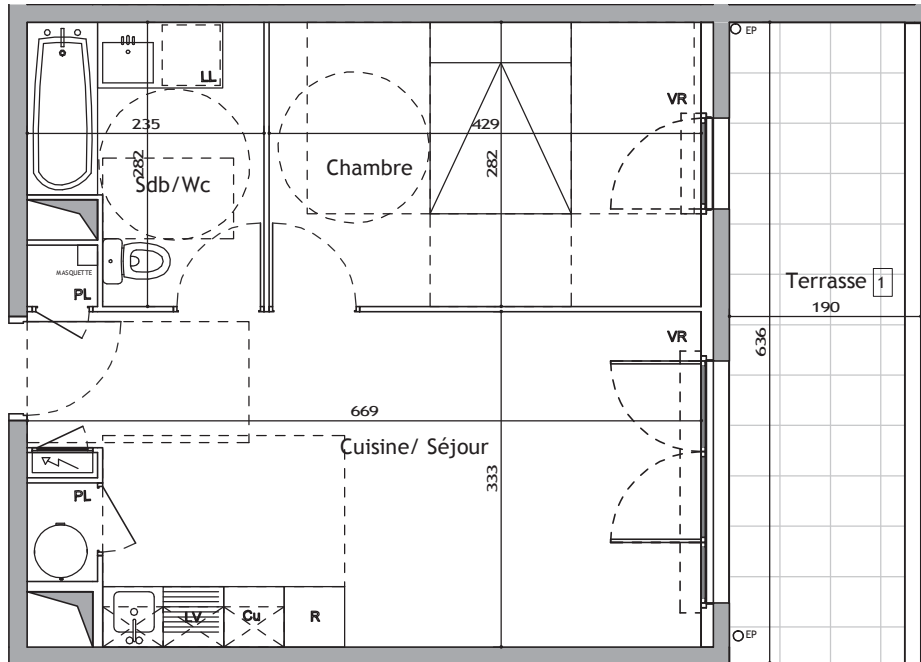 EP
LL
VR
235
429
282
282
Chambre
Sdb/Wc
MASQUETTE
PL
Terrasse 1
190
VR
636
669
Cuisine/ Séjour
333
PL
LV
Cu
R
EP